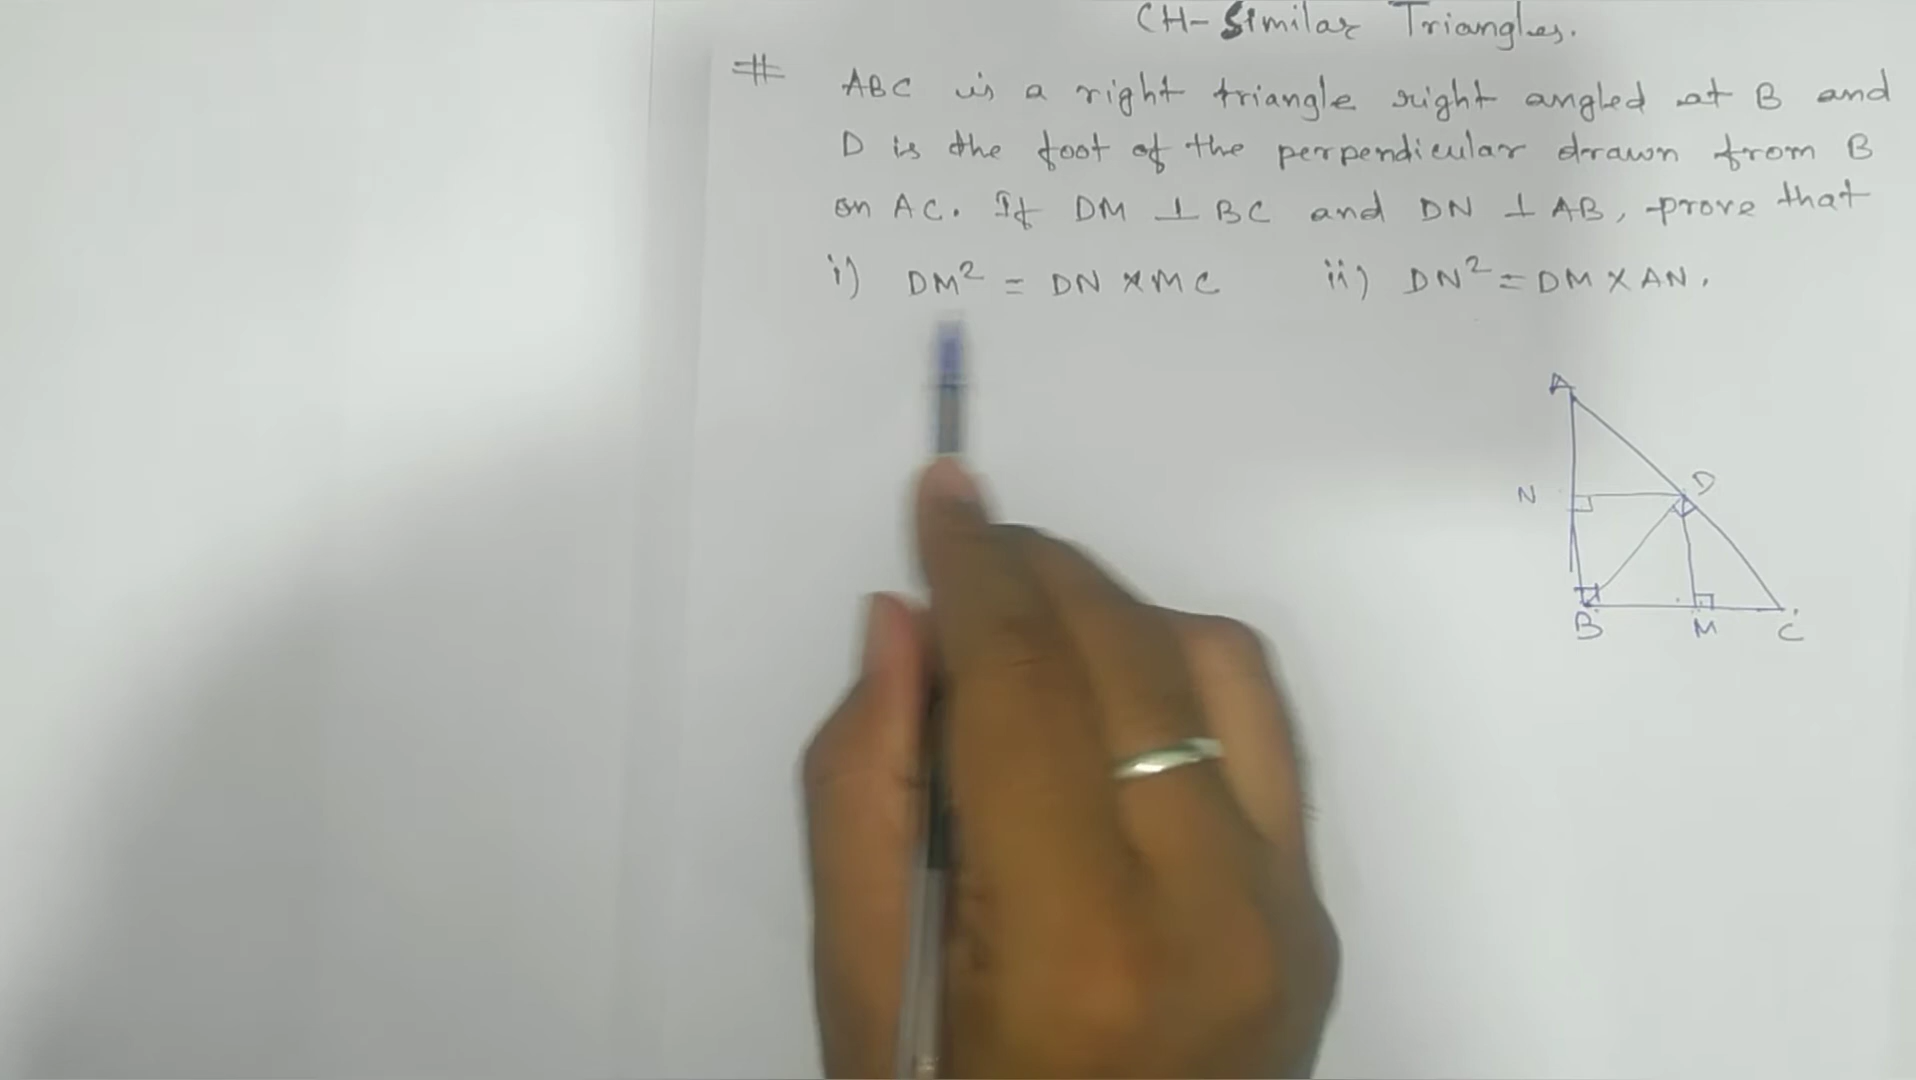 CH- Similar Triangles.
# ABC is a right triangle right angled at B and
D is the foot of the perpendicular drawn from B
on AC. If DM ⊥ BC and DN ⊥ AB, prove that
i) DM² = DN × MC ii) DN² = DM × AN.
A
N D
B M C